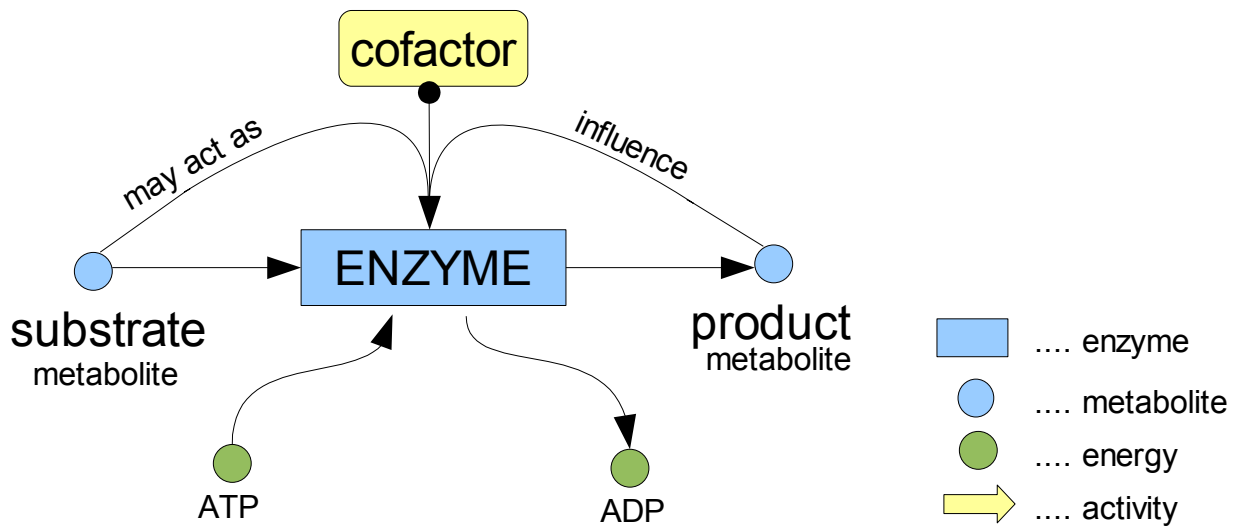 cofactor
may act as
influence
ENZYME
substrate
metabolite
product
metabolite
ATP
ADP
.... enzyme
.... metabolite
.... energy
.... activity